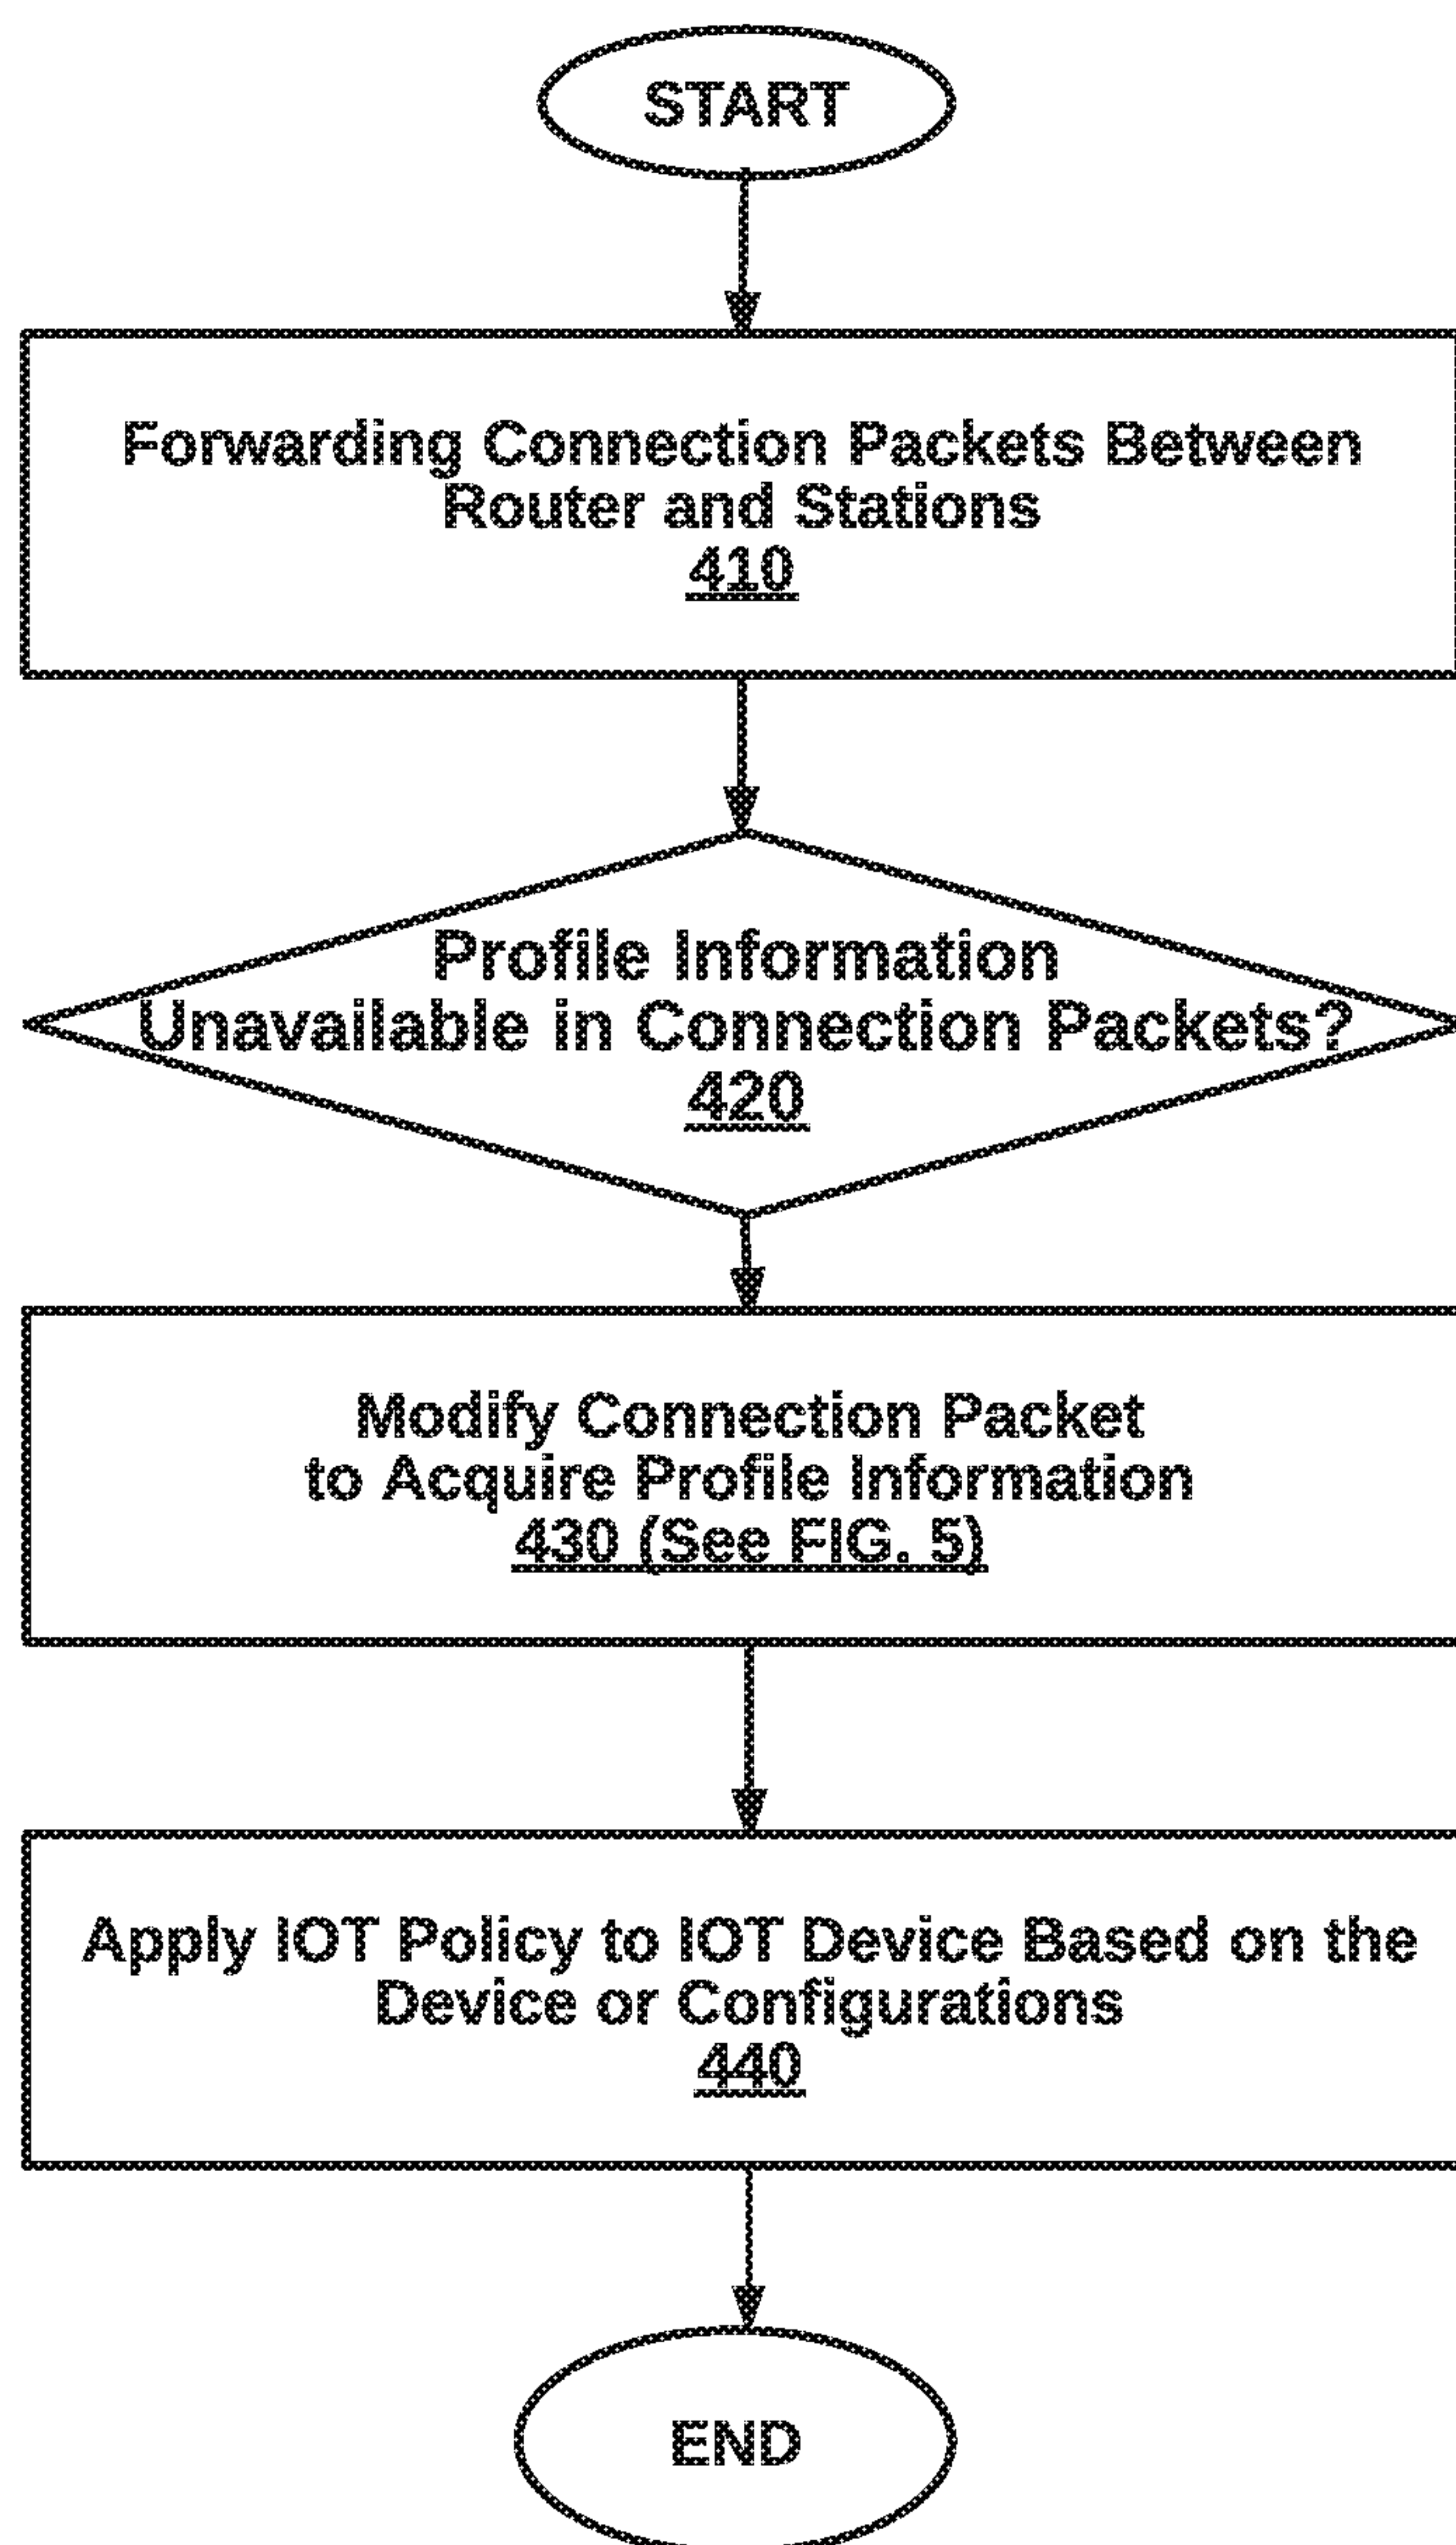 START
Forwarding Connection Packets Between
Router and Stations
410
Profile Information
Unavailable in Connection Packets?
420
Modify Connection Packet
to Acquire Profile Information
430 (See FIG. 5)
Apply IOT Policy to IOT Device Based on the
Device or Configurations
440
END